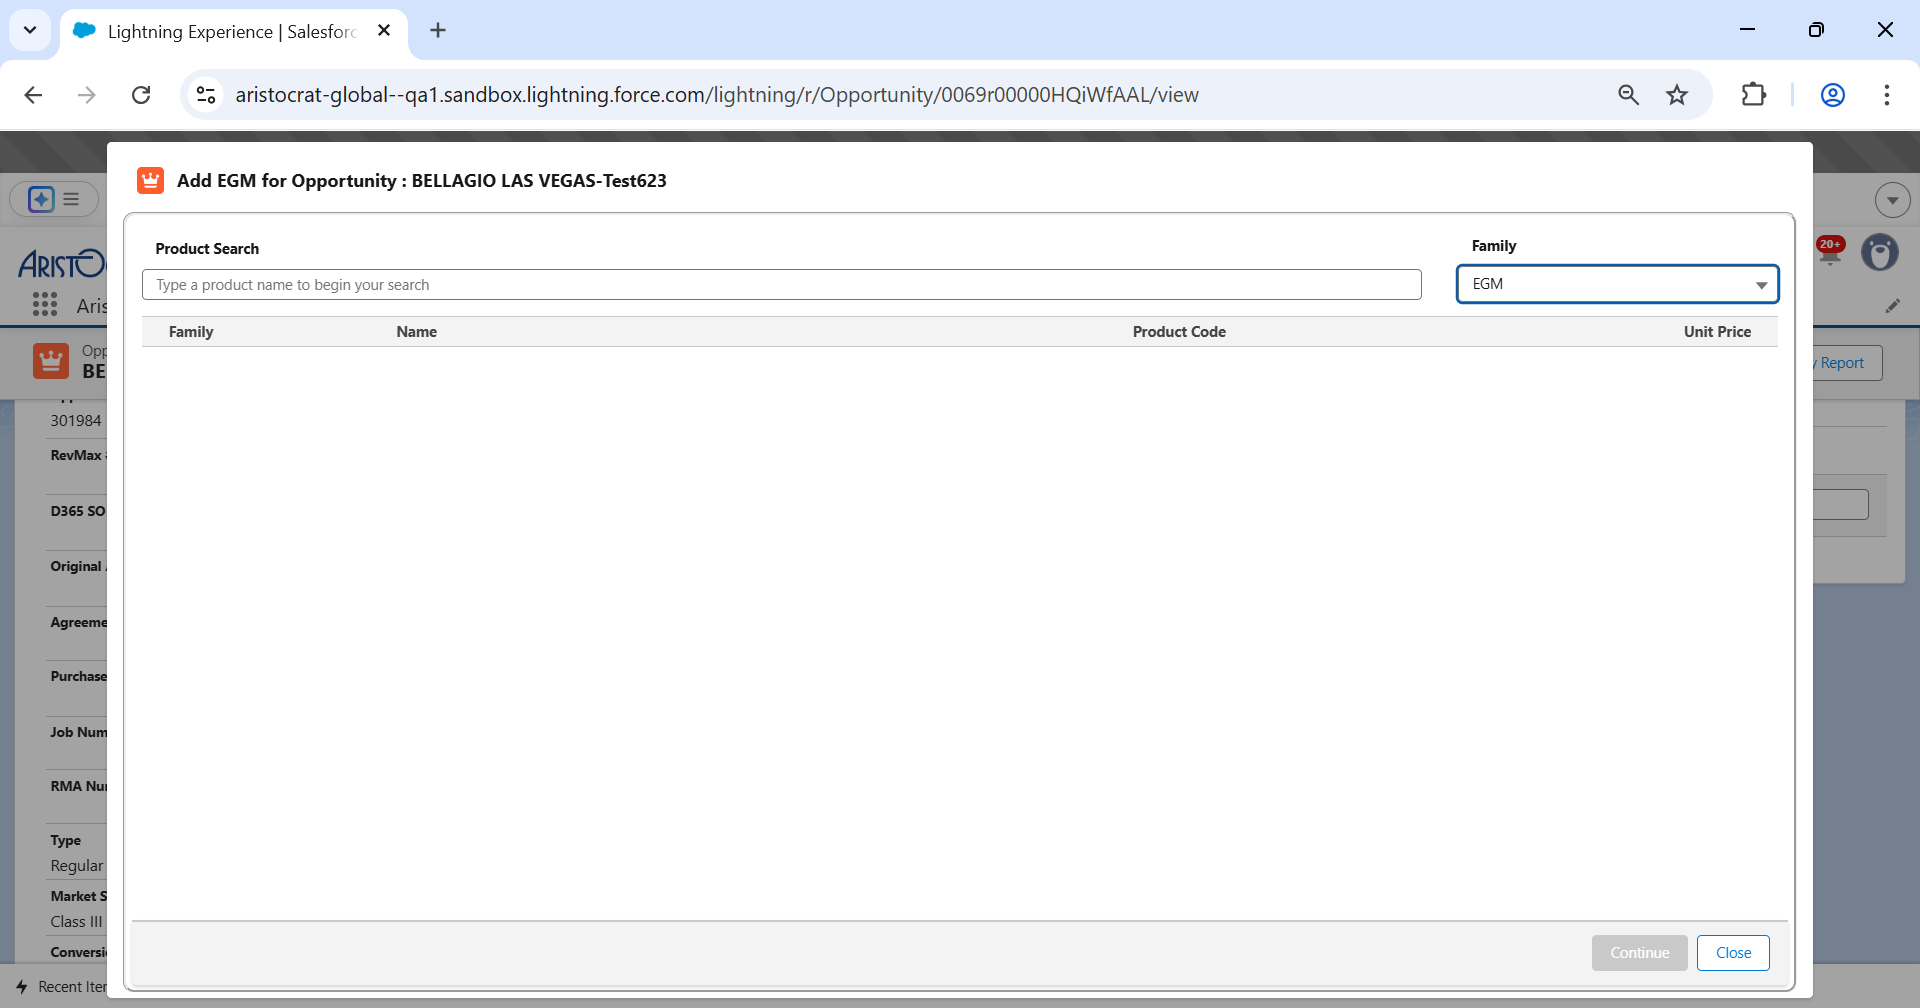 Lightning Experience | Salesforc
aristocrat-global--qa1.sandbox.lightning.force.com/lightning/r/Opportunity/0069r00000HQiWfAAL/view
Add EGM for Opportunity : BELLAGIO LAS VEGAS-Test623
Product Search
Family
Type a product name to begin your search
EGM
Family Name Product Code Unit Price
ARISTOC
20+
Aris
Opp
BE
y Report
301984
RevMax #
D365 SO
Original A
Agreeme
Purchase
Job Num
RMA Nu
Type
Regular
Market S
Class III
Conversi
Continue
Close
Recent Iter